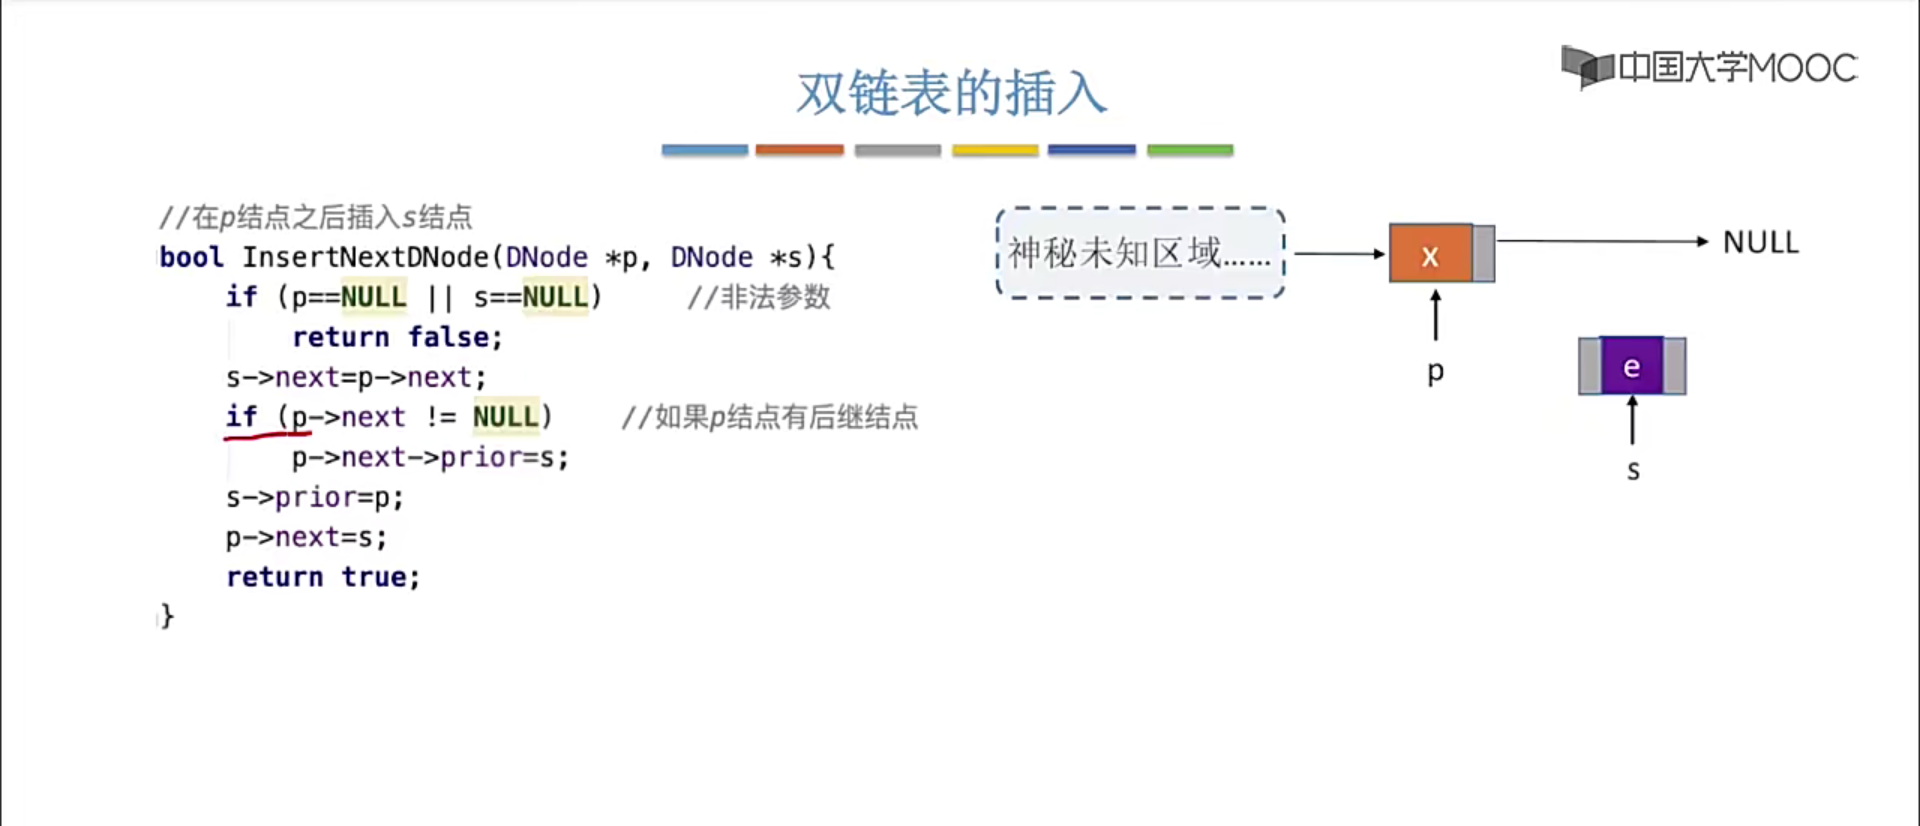 中国大学MOOC
双链表的插入
//在p结点之后插入s结点
bool InsertNextDNode(DNode *p, DNode *s){
    if (p==NULL || s==NULL)     //非法参数
        return false;
    s->next=p->next;
    if (p->next != NULL)    //如果p结点有后继结点
        p->next->prior=s;
    s->prior=p;
    p->next=s;
    return true;
}
神秘未知区域......
x
NULL
p
e
s